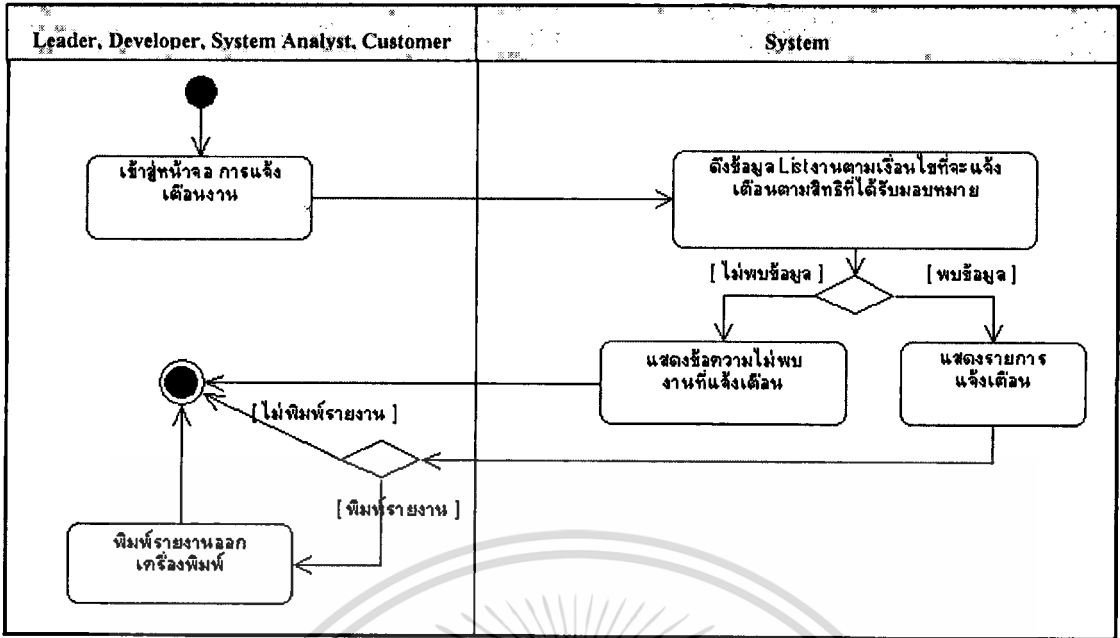 Leader, Developer, System Analyst, Customer
System
เข้าสู่หน้าจอ การแจ้ง
เตือนงาน
ดึงข้อมูล Listงานตามเงื่อนไขที่จะแจ้ง
เตือนตามสิทธิที่ได้รับมอบหมาย
[ ไม่พบข้อมูล ]
[ พบข้อมูล ]
แสดงข้อความไม่พบ
งานที่แจ้งเตือน
แสดงรายการ
แจ้งเตือน
[ ไม่พิมพ์รายงาน ]
[ พิมพ์รายงาน ]
พิมพ์รายงานออก
เครื่องพิมพ์